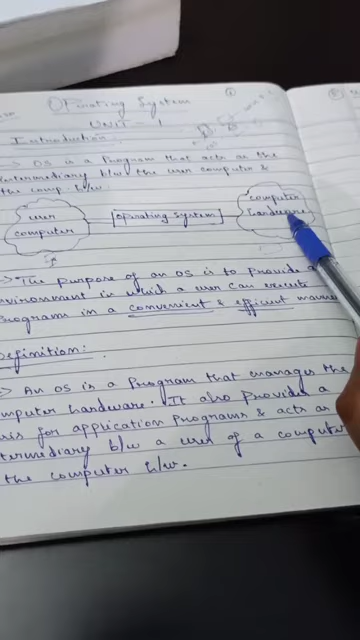 Operating System
UNIT - 1
Introduction:
-> OS is a Program that acts as the
intermediary b/w the user computer &
the comp. h/w.
user
computer
Operating System
computer
hardware
-> The purpose of an OS is to provide a
environment in which a user can execute
programs in a convenient & efficient manner
Definition:
-> An OS is a Program that manages the
computer hardware. It also provides a
basis for application programs & acts as
intermediary b/w a user of a computer
& the computer h/w.